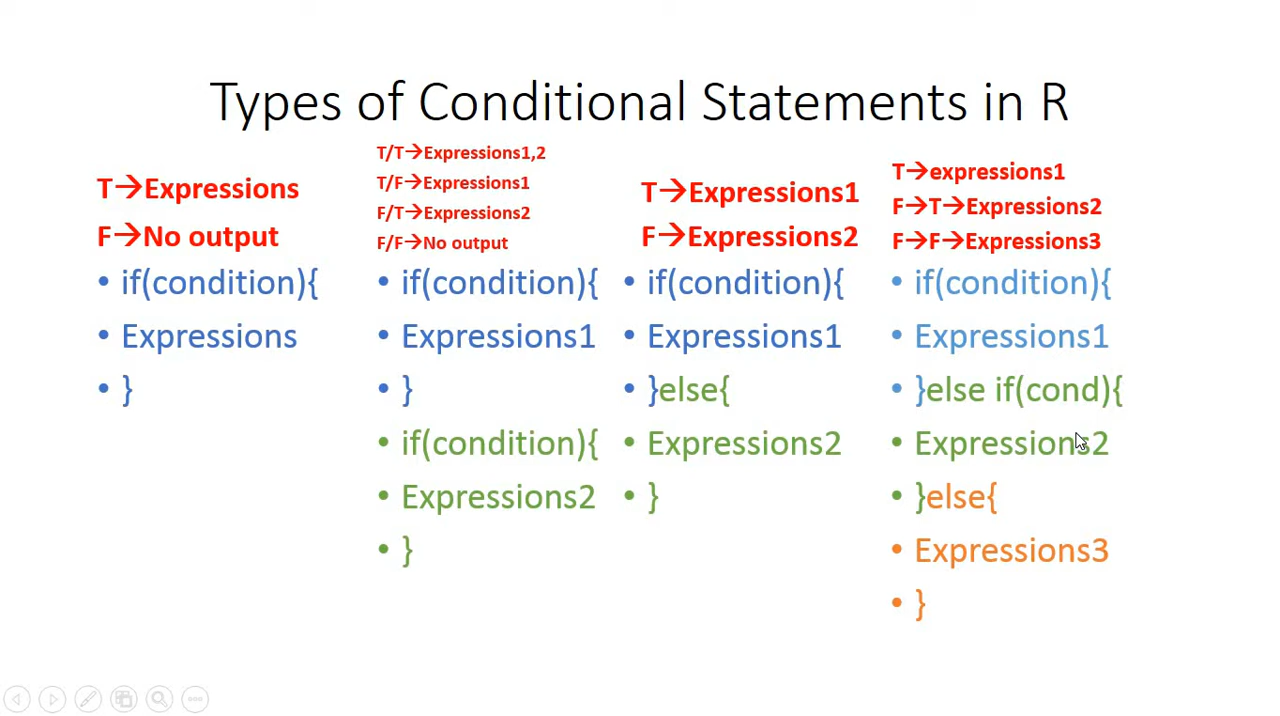 Types of Conditional Statements in R
T→Expressions
F→No output
• if(condition){
• Expressions
• }
T/T→Expressions1,2
T/F→Expressions1
F/T→Expressions2
F/F→No output
• if(condition){
• Expressions1
• }
• if(condition){
• Expressions2
• }
T→Expressions1
F→Expressions2
• if(condition){
• Expressions1
• }else{
• Expressions2
• }
T→expressions1
F→T→Expressions2
F→F→Expressions3
• if(condition){
• Expressions1
• }else if(cond){
• Expressions2
• }else{
• Expressions3
• }